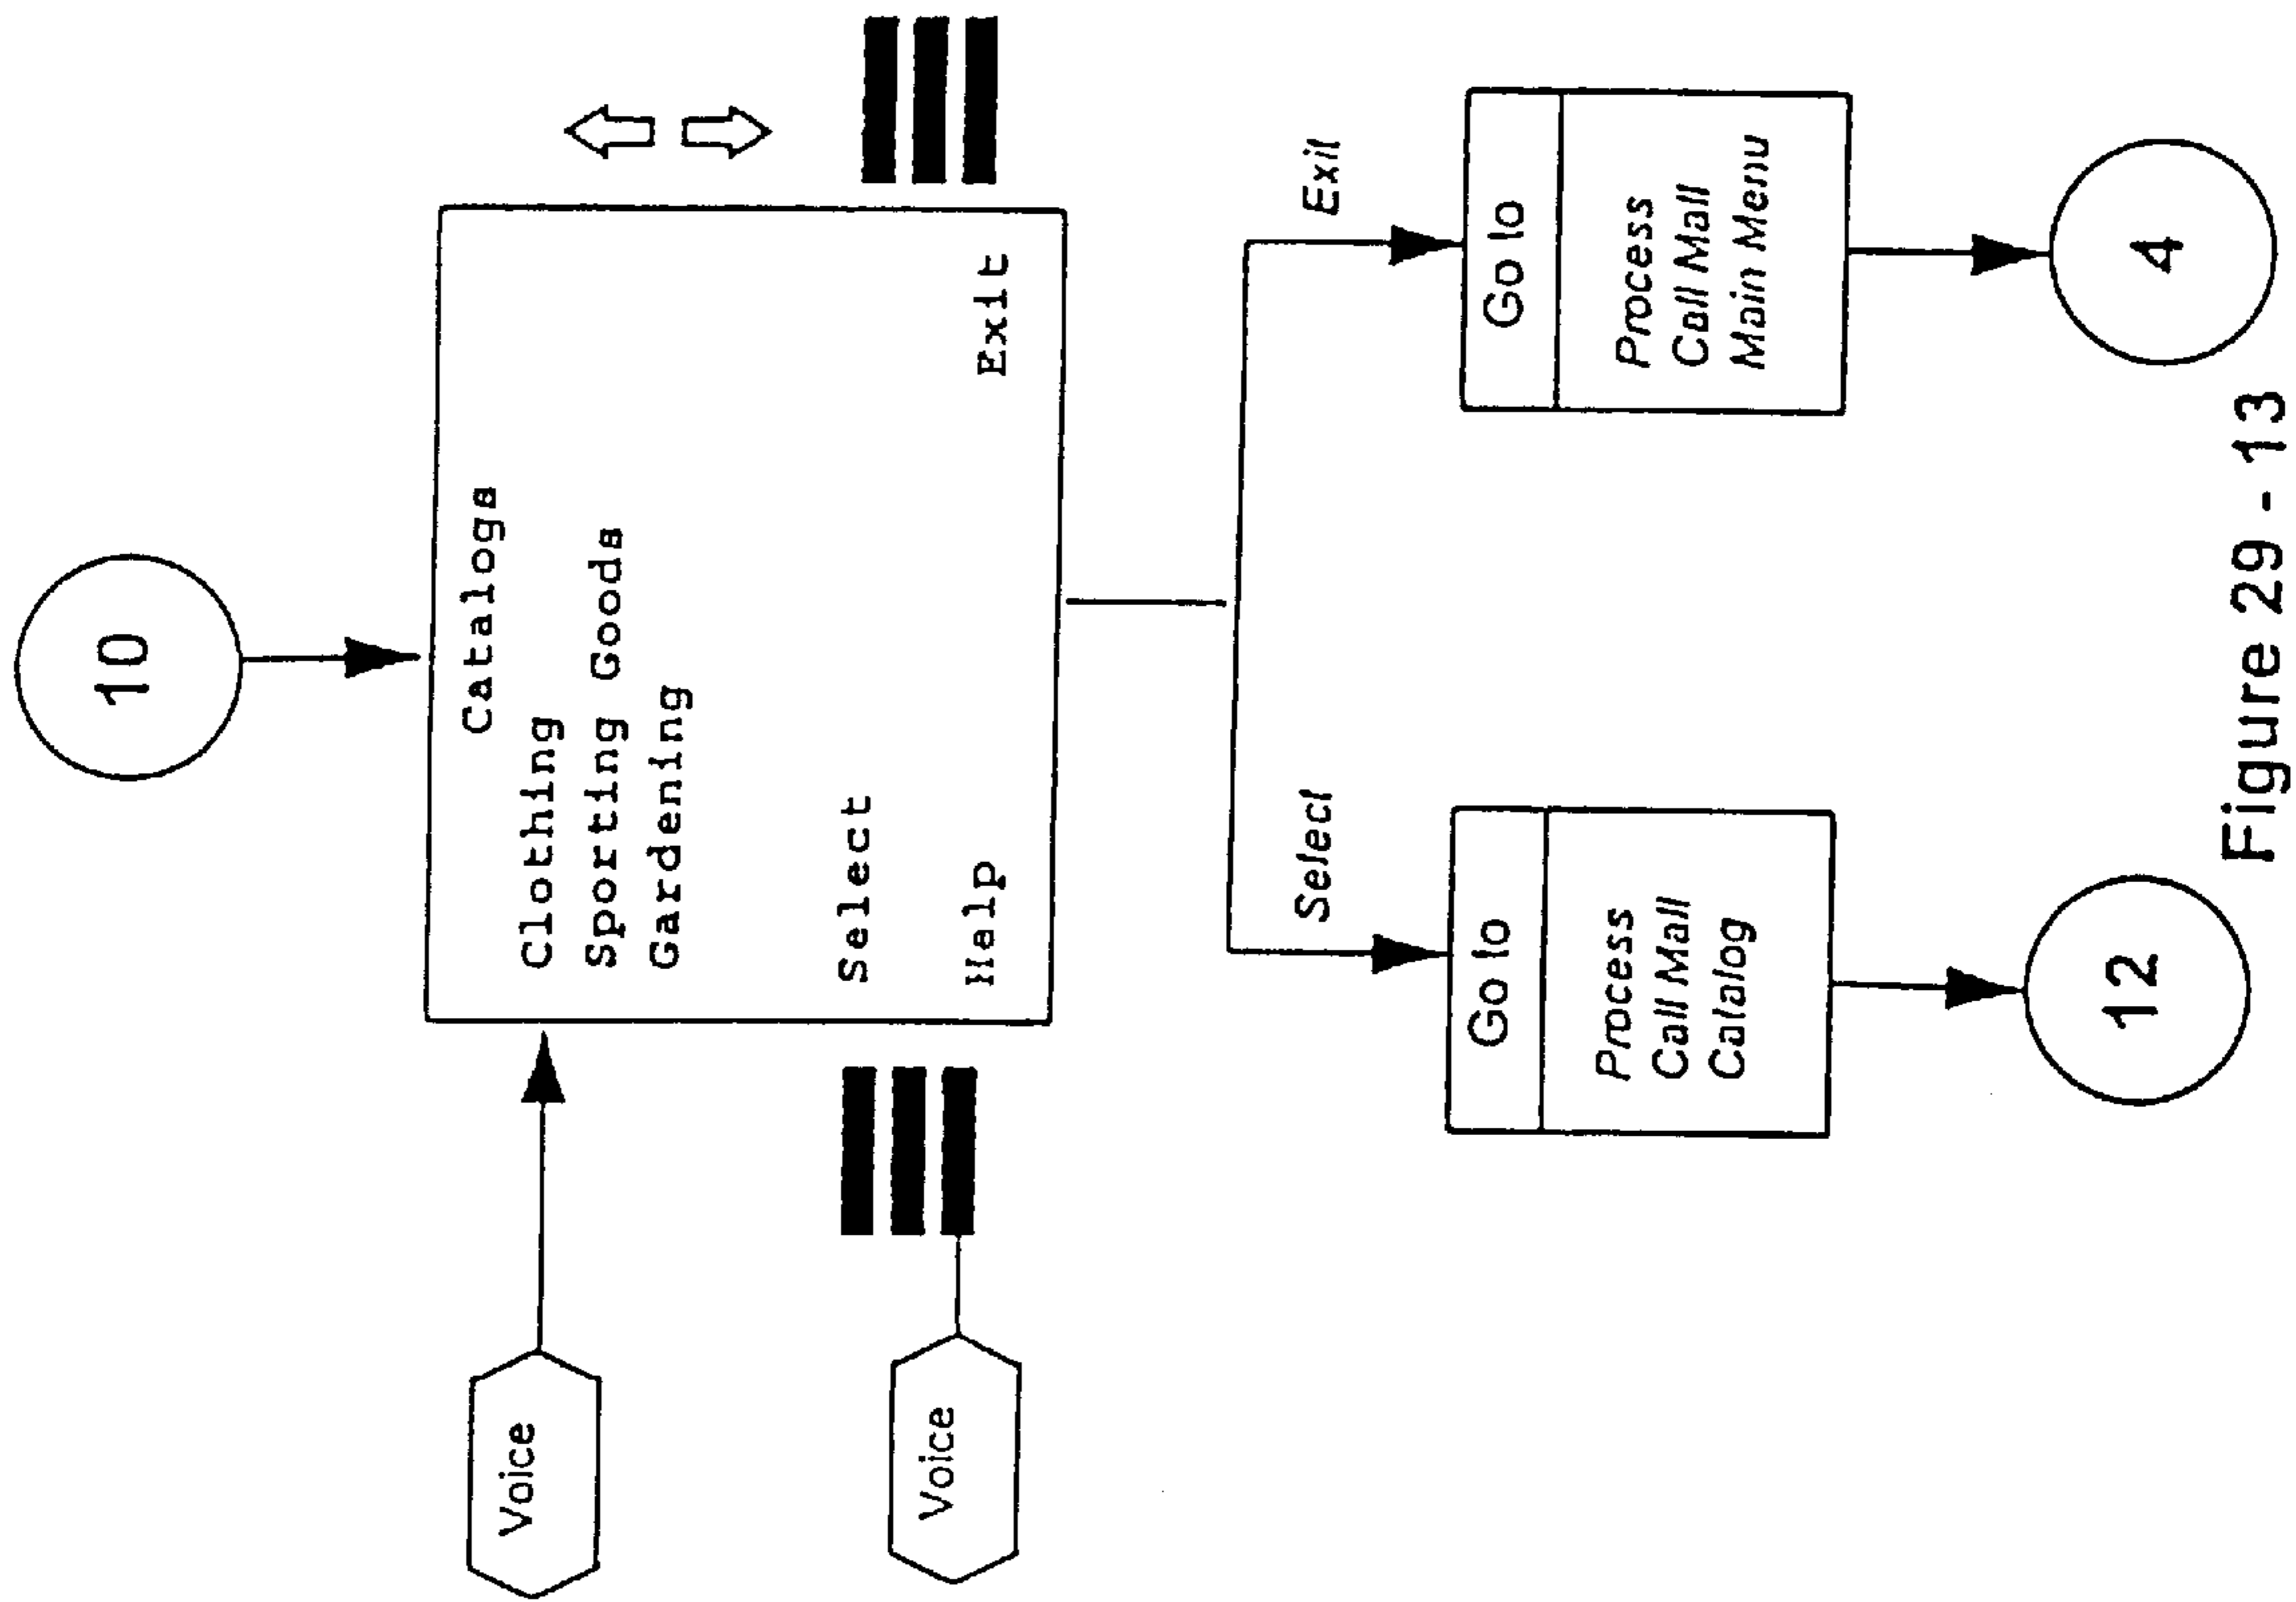 10
Voice
Catalogs
Clothing
Sporting Goods
Gardening
Select
Help Exit
Voice
Select
Exit
Go to
Process
Call Mall
Catalog
Go to
Process
Call Mall
Main Menu
12
4
Figure 29 - 13